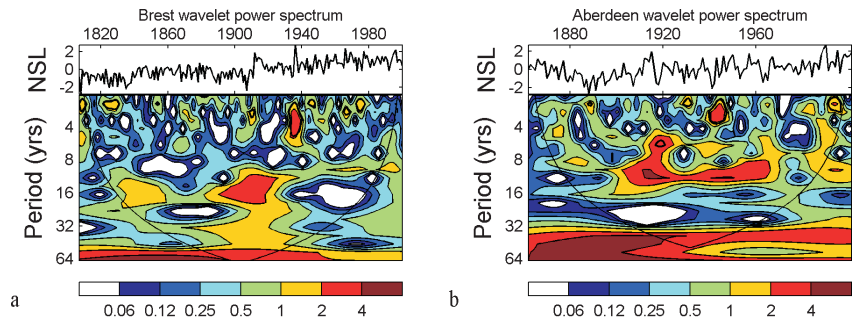 Brest wavelet power spectrum
1820 1860 1900 1940 1980
NSL
2
0
-2
Period (yrs)
4
8
16
32
64
a
0.06 0.12 0.25 0.5 1 2 4
Aberdeen wavelet power spectrum
1880 1920 1960
NSL
2
0
-2
Period (yrs)
4
8
16
32
64
b
0.06 0.12 0.25 0.5 1 2 4